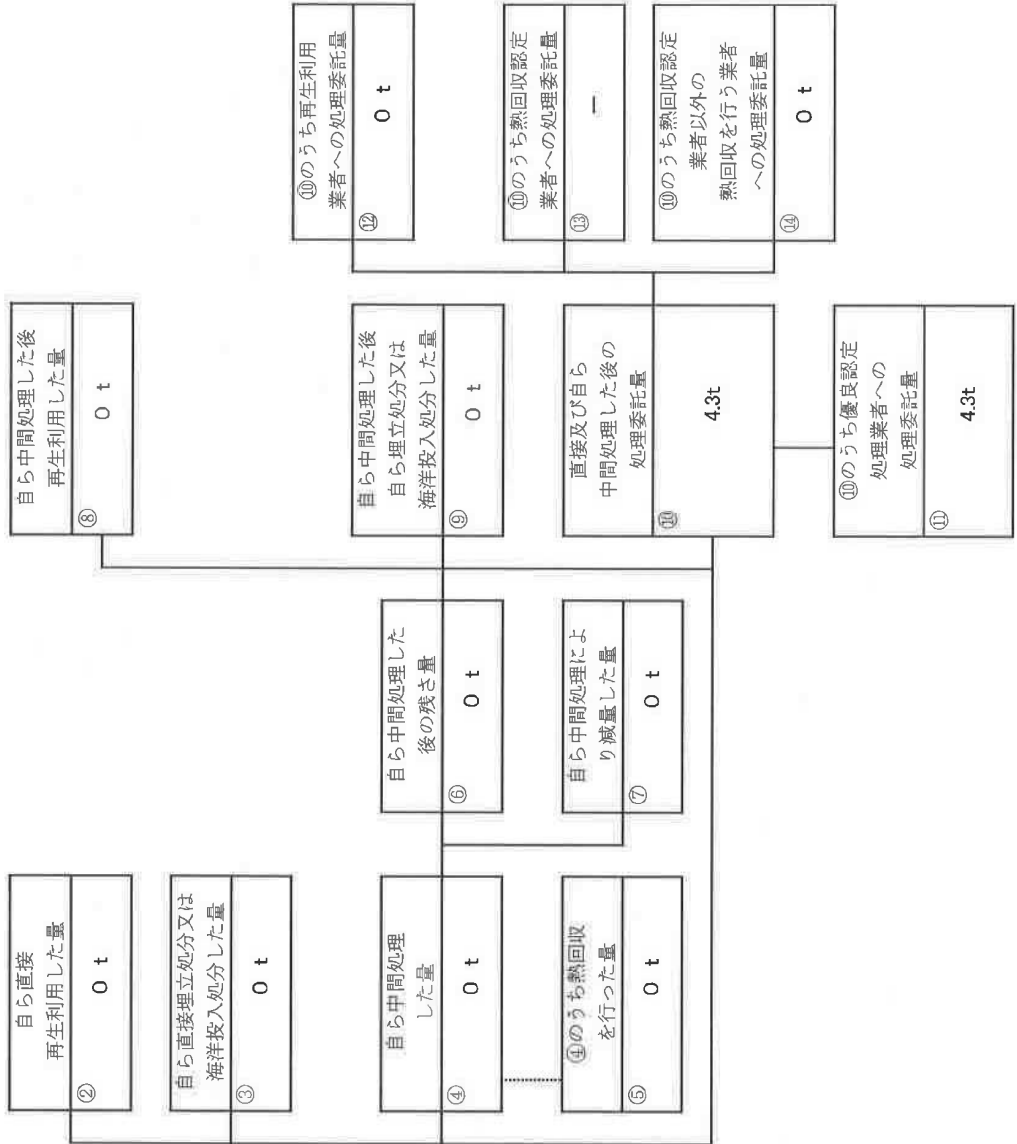 自ら直接
再生利用した量
②
0 t
自ら直接埋立処分又は
海洋投入処分した量
③
0 t
自ら中間処理
した量
④
0 t
④のうち熱回収
を行った量
⑤
0 t
自ら中間処理した
後の残さ量
⑥
0 t
自ら中間処理によ
り減量した量
⑦
0 t
自ら中間処理した後
再生利用した量
⑧
0 t
自ら中間処理した後
自ら埋立処分又は
海洋投入処分した量
⑨
0 t
直接及び自ら
中間処理した後の
処理委託量
⑩
4.3t
⑩のうち優良認定
処理業者への
処理委託量
⑪
4.3t
⑩のうち再生利用
業者への処理委託量
⑫
0 t
⑩のうち熱回収認定
業者への処理委託量
⑬
ー
⑩のうち熱回収認定
業者以外の
熱回収を行う業者
への処理委託量
⑭
0 t